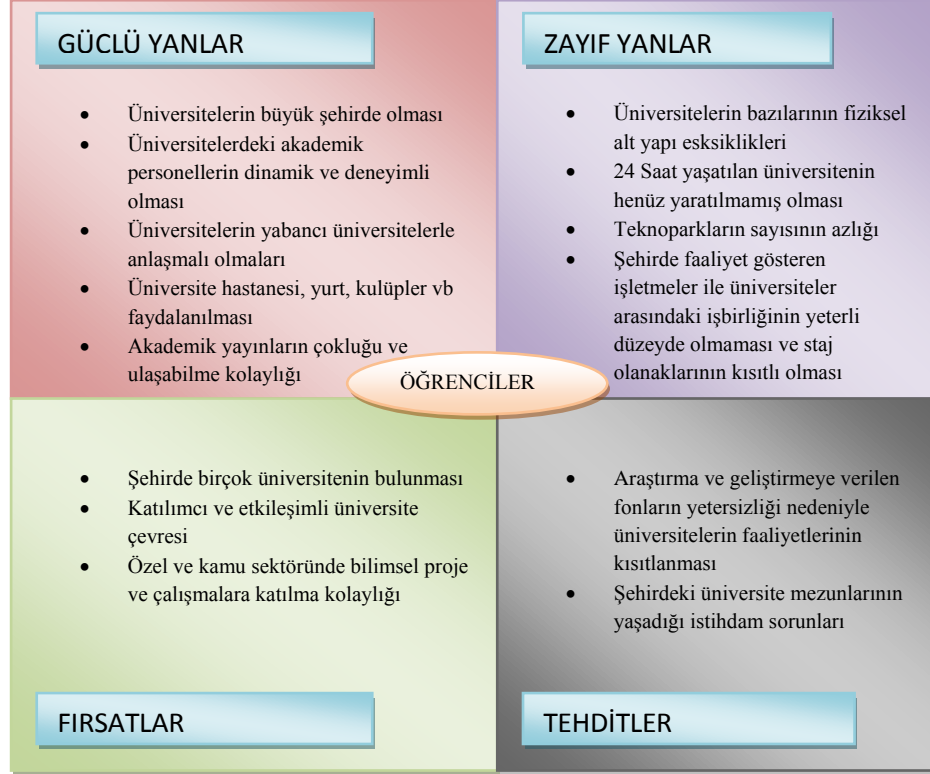 GÜCLÜ YANLAR
• Üniversitelerin büyük şehirde olması
• Üniversitelerdeki akademik
personellerin dinamik ve deneyimli
olması
• Üniversitelerin yabancı üniversitelerle
anlaşmalı olmaları
• Üniversite hastanesi, yurt, kulüpler vb
faydalanılması
• Akademik yayınların çokluğu ve
ulaşabilme kolaylığı
ZAYIF YANLAR
• Üniversitelerin bazılarının fiziksel
alt yapı esksiklikleri
• 24 Saat yaşatılan üniversitenin
henüz yaratılmamış olması
• Teknoparkların sayısının azlığı
• Şehirde faaliyet gösteren
işletmeler ile üniversiteler
arasındaki işbirliğinin yeterli
düzeyde olmaması ve staj
olanaklarının kısıtlı olması
ÖĞRENCİLER
• Şehirde birçok üniversitenin bulunması
• Katılımcı ve etkileşimli üniversite
çevresi
• Özel ve kamu sektöründe bilimsel proje
ve çalışmalara katılma kolaylığı
FIRSATLAR
• Araştırma ve geliştirmeye verilen
fonların yetersizliği nedeniyle
üniversitelerin faaliyetlerinin
kısıtlanması
• Şehirdeki üniversite mezunlarının
yaşadığı istihdam sorunları
TEHDİTLER